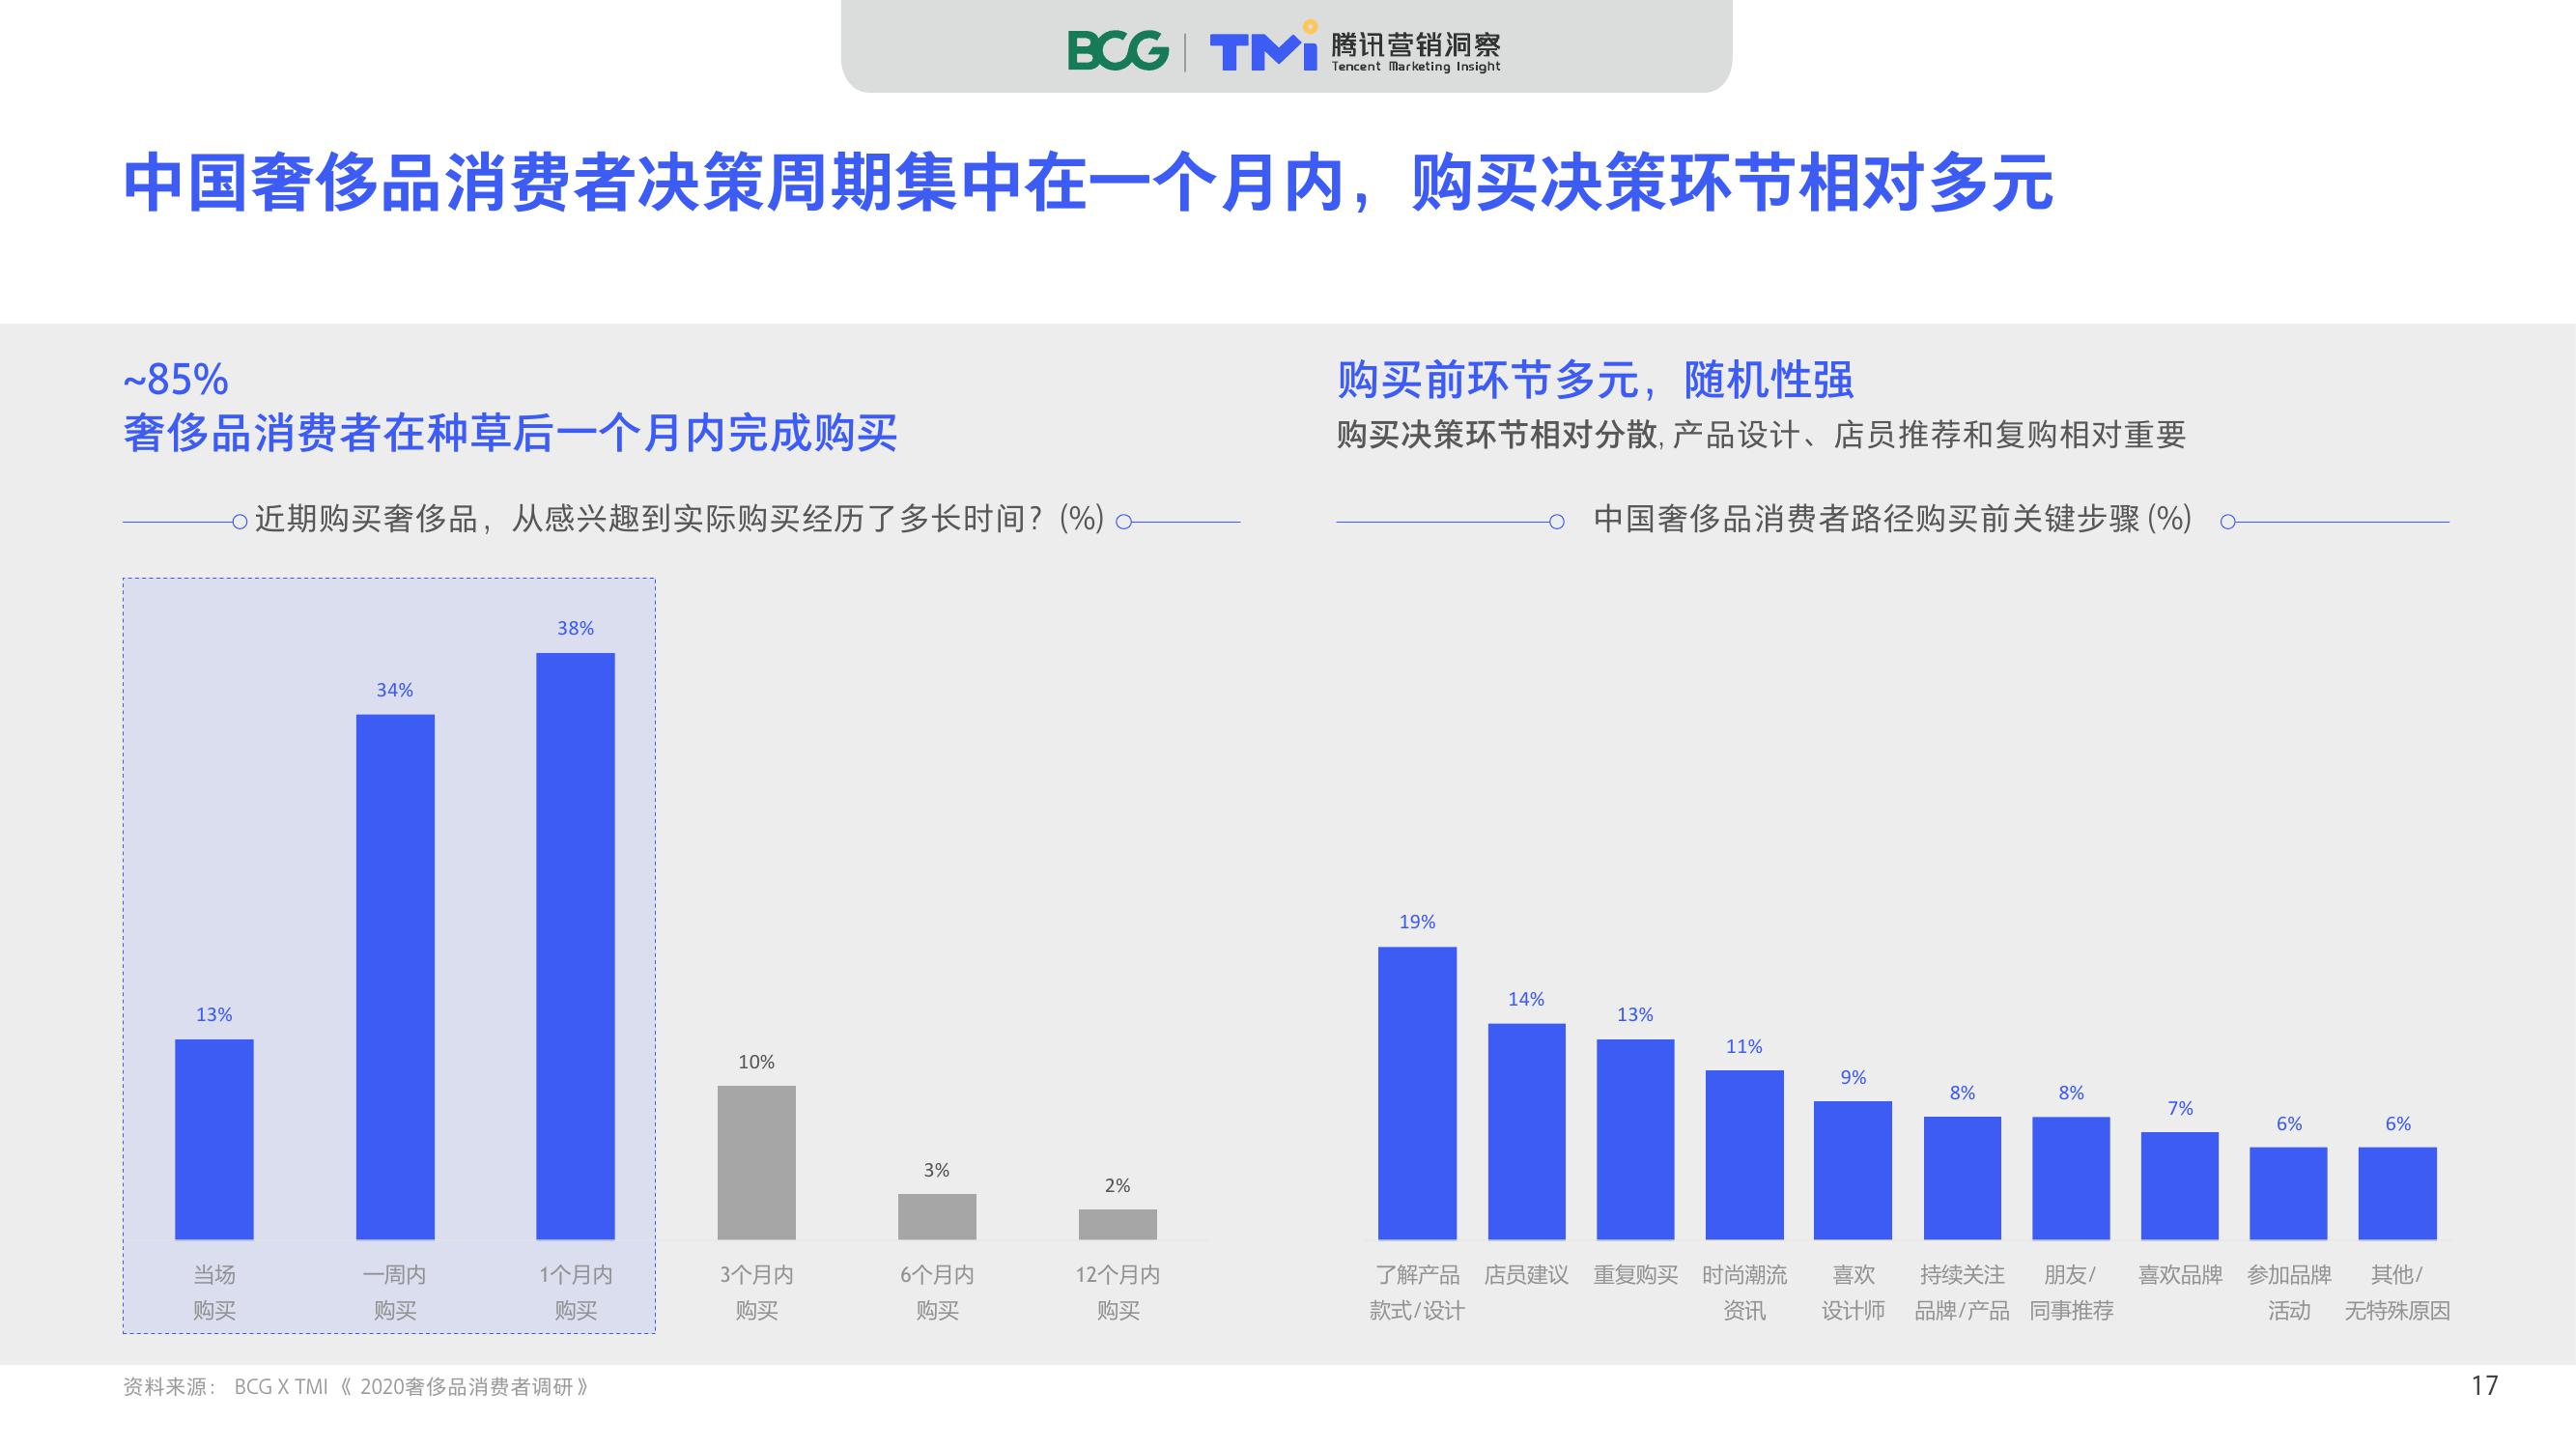 BCG
TMi 腾讯营销洞察
Tencent Marketing Insight
中国奢侈品消费者决策周期集中在一个月内，购买决策环节相对多元
~85%
奢侈品消费者在种草后一个月内完成购买
近期购买奢侈品，从感兴趣到实际购买经历了多长时间？(%)
38%
34%
13%
10%
3%
2%
当场
购买
一周内
购买
1个月内
购买
3个月内
购买
6个月内
购买
12个月内
购买
购买前环节多元，随机性强
购买决策环节相对分散, 产品设计、店员推荐和复购相对重要
中国奢侈品消费者路径购买前关键步骤 (%)
19%
14%
13%
11%
9%
8%
8%
7%
6%
6%
了解产品
款式/设计
店员建议
重复购买
时尚潮流
资讯
喜欢
设计师
持续关注
品牌/产品
朋友/
同事推荐
喜欢品牌
参加品牌
活动
其他/
无特殊原因
资料来源： BCG X TMI《 2020奢侈品消费者调研》
17